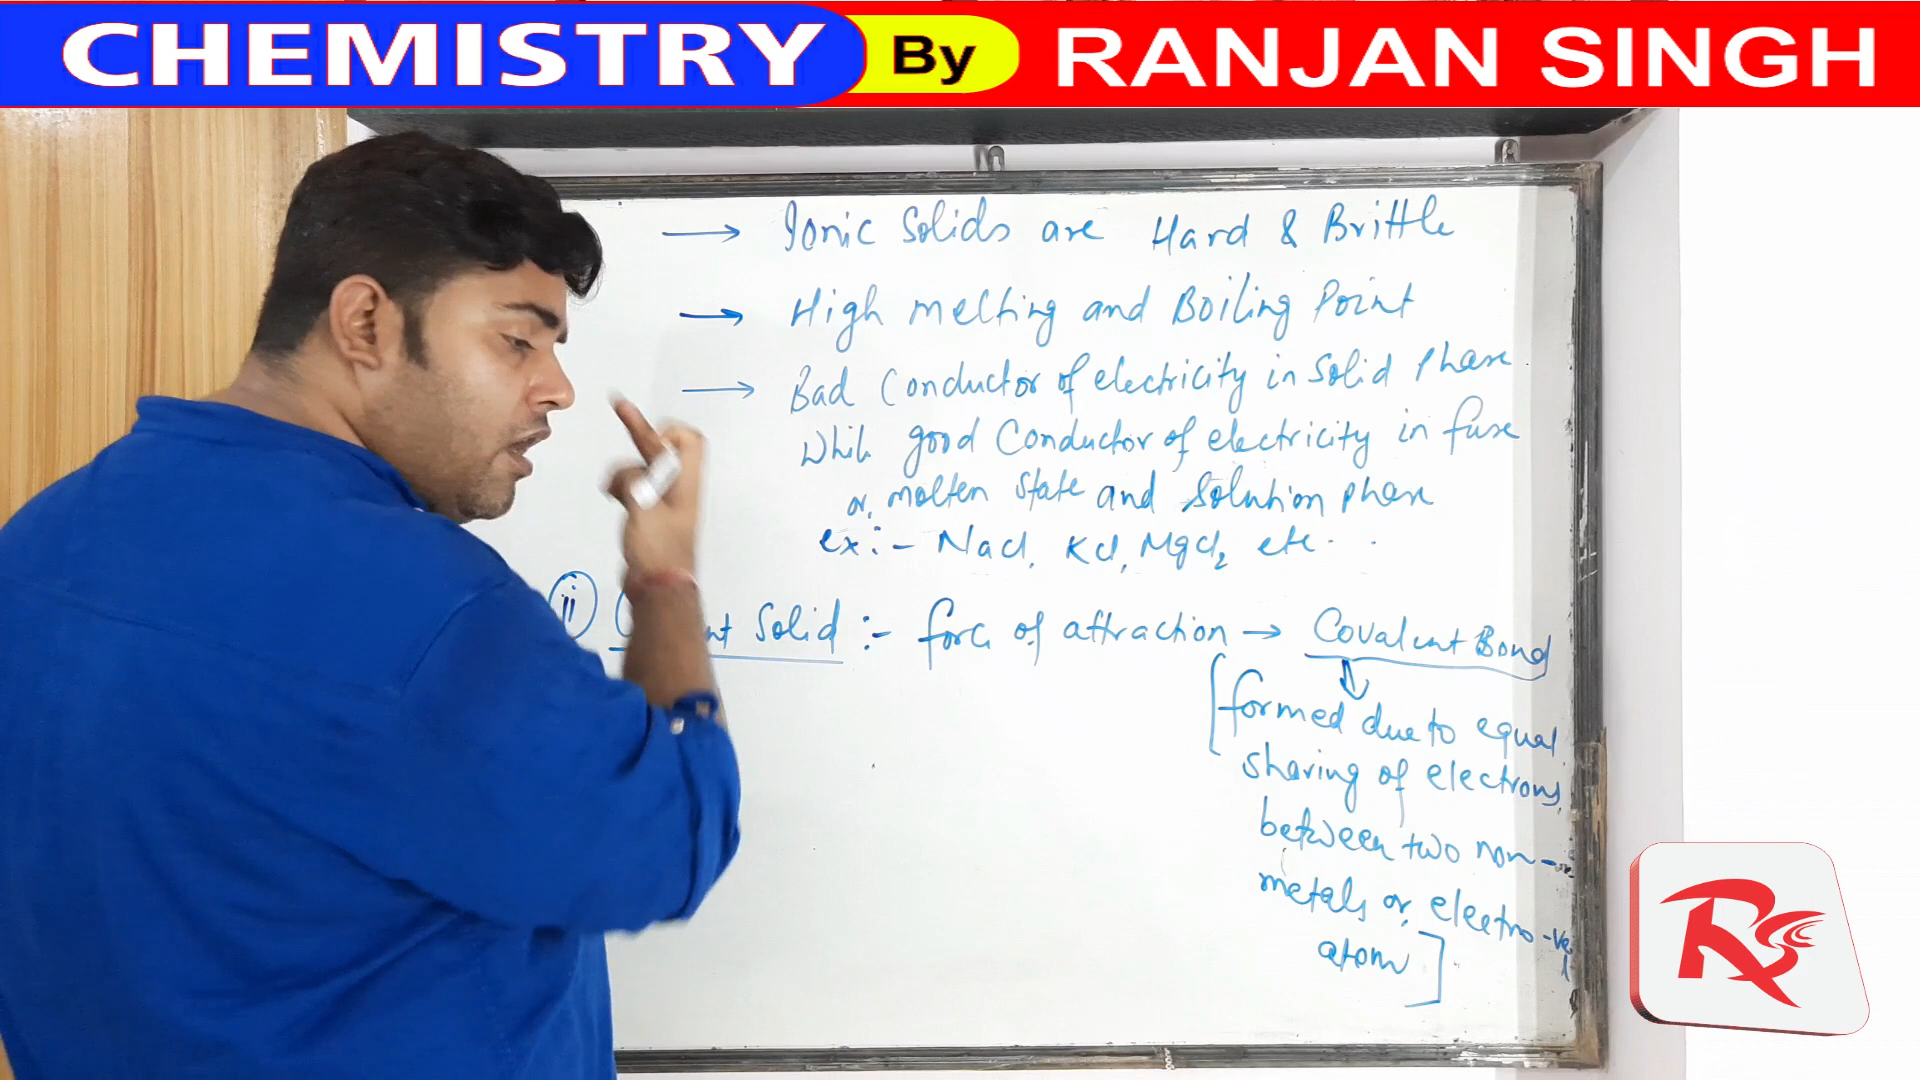 CHEMISTRY By RANJAN SINGH
→ Ionic Solids are Hard & Brittle
→ High melting and Boiling Point
→ Bad Conductor of electricity in Solid phase
while good Conductor of electricity in fuse
or, molten state and solution phase
ex:- NaCl, KCl, MgCl₂ etc..
ii Solid :- force of attraction → Covalent Bond
[formed due to equal
sharing of electrons
between two non-
metals or, electro -ve
atom]
RS